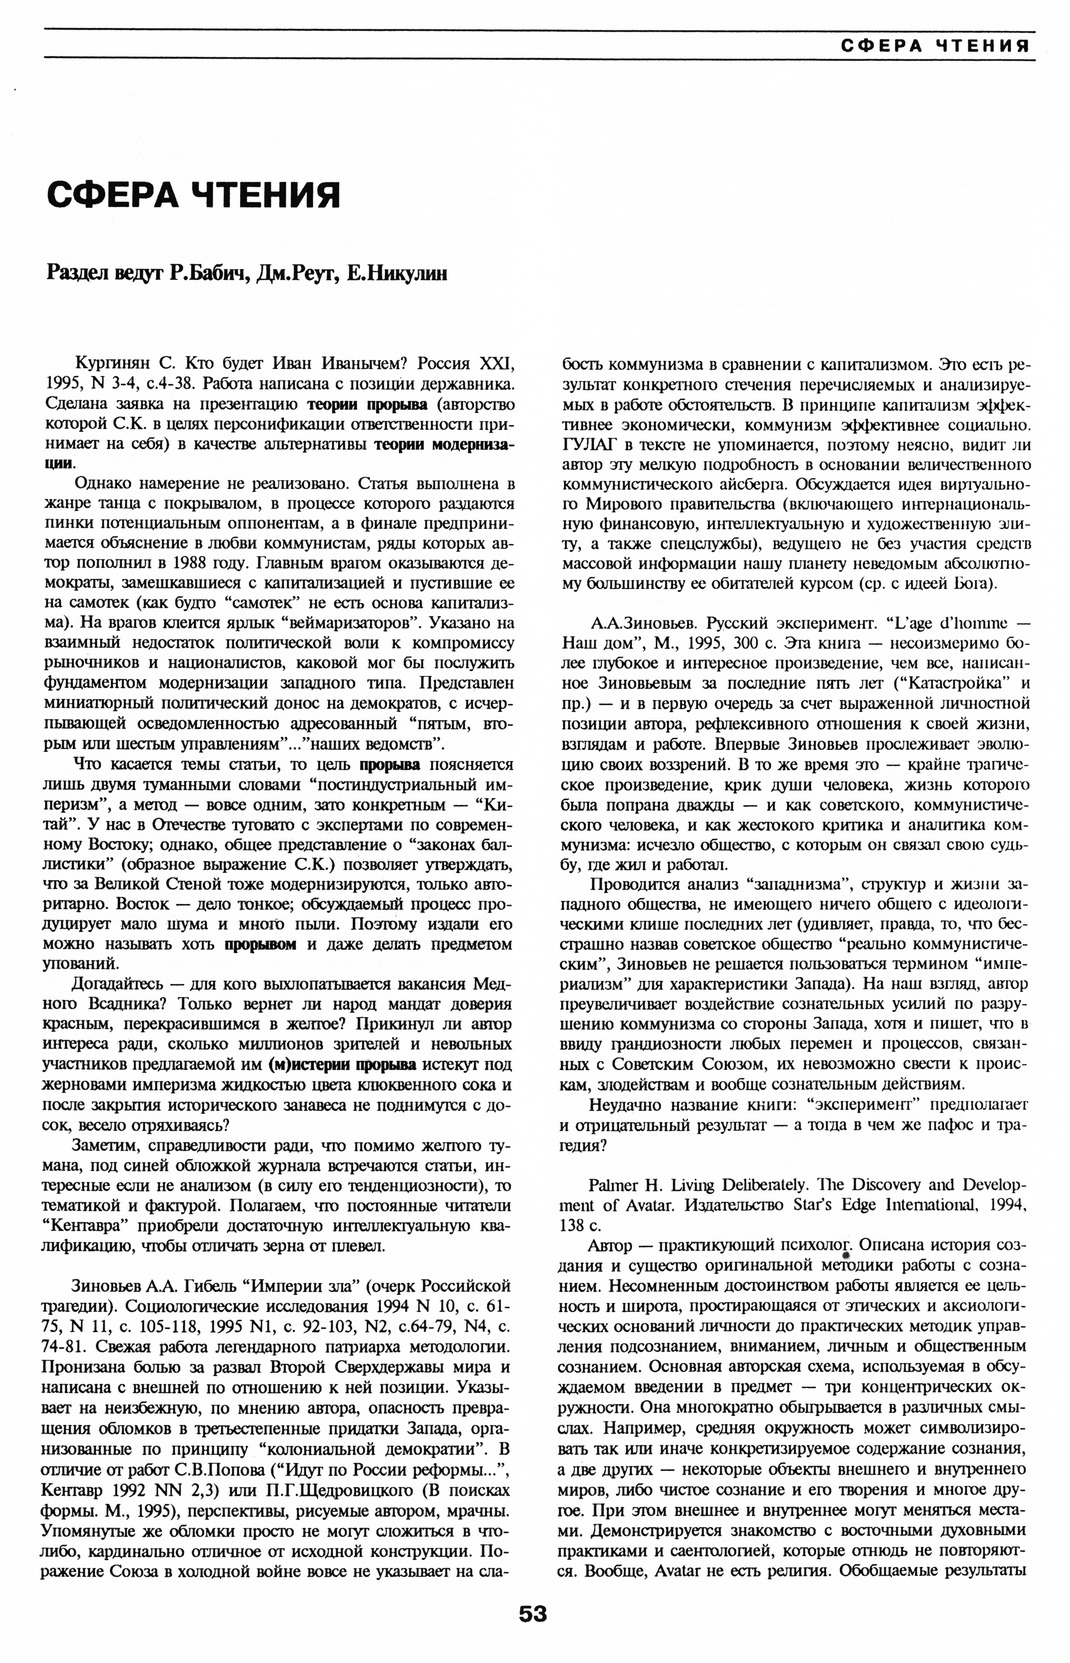 СФЕРА ЧТЕНИЯ
СФЕРА ЧТЕНИЯ
Раздел ведут Р.Бабич, Дм.Реут, Е.Никулин
Кургинян С. Кто будет Иван Иванычем? Россия XXI,
1995, N 3-4, с.4-38. Работа написана с позиции державника.
Сделана заявка на презентацию теории прорыва (авторство
которой С.К. в целях персонификации ответственности при-
нимает на себя) в качестве альтернативы теории модерниза-
ции.
Однако намерение не реализовано. Статья выполнена в
жанре танца с покрывалом, в процессе которого раздаются
пинки потенциальным оппонентам, а в финале предприни-
мается объяснение в любви коммунистам, ряды которых ав-
тор пополнил в 1988 году. Главным врагом оказываются де-
мократы, замешкавшиеся с капитализацией и пустившие ее
на самотек (как будто “самотек” не есть основа капитализ-
ма). На врагов клеится ярлык “веймаризаторов”. Указано на
взаимный недостаток политической воли к компромиссу
рыночников и националистов, каковой мог бы послужить
фундаментом модернизации западного типа. Представлен
миниатюрный политический донос на демократов, с исчер-
пывающей осведомленностью адресованный “пятым, вто-
рым или шестым управлениям”...”наших ведомств”.
Что касается темы статьи, то цель прорыва поясняется
лишь двумя туманными словами “постиндустриальный им-
перизм”, а метод — вовсе одним, зато конкретным — “Ки-
тай”. У нас в Отечестве туговато с экспертами по современ-
ному Востоку; однако, общее представление о “законах бал-
листики” (образное выражение С.К.) позволяет утверждать,
что за Великой Стеной тоже модернизируются, только авто-
ритарно. Восток — дело тонкое; обсуждаемый процесс про-
дуцирует мало шума и много пыли. Поэтому издали его
можно называть хоть прорывом и даже делать предметом
упований.
Догадайтесь — для кого выхлопатывается вакансия Мед-
ного Всадника? Только вернет ли народ мандат доверия
красным, перекрасившимся в желтое? Прикинул ли автор
интереса ради, сколько миллионов зрителей и невольных
участников предлагаемой им (м)истерии прорыва истекут под
жерновами империзма жидкостью цвета клюквенного сока и
после закрытия исторического занавеса не поднимутся с до-
сок, весело отряхиваясь?
Заметим, справедливости ради, что помимо желтого ту-
мана, под синей обложкой журнала встречаются статьи, ин-
тересные если не анализом (в силу его тенденциозности), то
тематикой и фактурой. Полагаем, что постоянные читатели
“Кентавра” приобрели достаточную интеллектуальную ква-
лификацию, чтобы отличать зерна от плевел.
Зиновьев А.А. Гибель “Империи зла” (очерк Российской
трагедии). Социологические исследования 1994 N 10, с. 61-
75, N 11, с. 105-118, 1995 N1, с. 92-103, N2, с.64-79, N4, с.
74-81. Свежая работа легендарного патриарха методологии.
Пронизана болью за развал Второй Сверхдержавы мира и
написана с внешней по отношению к ней позиции. Указы-
вает на неизбежную, по мнению автора, опасность превра-
щения обломков в третьестепенные придатки Запада, орга-
низованные по принципу “колониальной демократии”. В
отличие от работ С.В.Попова (“Идут по России реформы...”,
Кентавр 1992 NN 2,3) или П.Г.Щедровицкого (В поисках
формы. М., 1995), перспективы, рисуемые автором, мрачны.
Упомянутые же обломки просто не могут сложиться в что-
либо, кардинально отличное от исходной конструкции. По-
ражение Союза в холодной войне вовсе не указывает на сла-
бость коммунизма в сравнении с капитализмом. Это есть ре-
зультат конкретного стечения перечисляемых и анализируе-
мых в работе обстоятельств. В принципе капитализм эффек-
тивнее экономически, коммунизм эффективнее социально.
ГУЛАГ в тексте не упоминается, поэтому неясно, видит ли
автор эту мелкую подробность в основании величественного
коммунистического айсберга. Обсуждается идея виртуально-
го Мирового правительства (включающего интернациональ-
ную финансовую, интеллектуальную и художественную эли-
ту, а также спецслужбы), ведущего не без участия средств
массовой информации нашу планету неведомым абсолютно-
му большинству ее обитателей курсом (ср. с идеей Бога).
А.А.Зиновьев. Русский эксперимент. “L’age d’homme —
Наш дом”, М., 1995, 300 с. Эта книга — несоизмеримо бо-
лее глубокое и интересное произведение, чем все, написан-
ное Зиновьевым за последние пять лет (“Катастройка” и
пр.) — и в первую очередь за счет выраженной личностной
позиции автора, рефлексивного отношения к своей жизни,
взглядам и работе. Впервые Зиновьев прослеживает эволю-
цию своих воззрений. В то же время это — крайне трагиче-
ское произведение, крик души человека, жизнь которого
была попрана дважды — и как советского, коммунистиче-
ского человека, и как жестокого критика и аналитика ком-
мунизма: исчезло общество, с которым он связал свою судь-
бу, где жил и работал.
Проводится анализ “западнизма”, структур и жизни за-
падного общества, не имеющего ничего общего с идеологи-
ческими клише последних лет (удивляет, правда, то, что бес-
страшно назвав советское общество “реально коммунистиче-
ским”, Зиновьев не решается пользоваться термином “импе-
риализм” для характеристики Запада). На наш взгляд, автор
преувеличивает воздействие сознательных усилий по разру-
шению коммунизма со стороны Запада, хотя и пишет, что в
ввиду грандиозности любых перемен и процессов, связан-
ных с Советским Союзом, их невозможно свести к проис-
кам, злодействам и вообще сознательным действиям.
Неудачно название книги: “эксперимент” предполагает
и отрицательный результат — а тогда в чем же пафос и тра-
гедия?
Palmer H. Living Deliberately. The Discovery and Develop-
ment of Avatar. Издательство Star's Edge International, 1994,
138 с.
Автор — практикующий психолог. Описана история соз-
дания и существо оригинальной методики работы с созна-
нием. Несомненным достоинством работы является ее цель-
ность и широта, простирающаяся от этических и аксиологи-
ческих оснований личности до практических методик управ-
ления подсознанием, вниманием, личным и общественным
сознанием. Основная авторская схема, используемая в обсу-
ждаемом введении в предмет — три концентрических ок-
ружности. Она многократно обыгрывается в различных смы-
слах. Например, средняя окружность может символизиро-
вать так или иначе конкретизируемое содержание сознания,
а две других — некоторые объекты внешнего и внутреннего
миров, либо чистое сознание и его творения и многое дру-
гое. При этом внешнее и внутреннее могут меняться места-
ми. Демонстрируется знакомство с восточными духовными
практиками и саентологией, которые отнюдь не повторяют-
ся. Вообще, Avatar не есть религия. Обобщаемые результаты
53